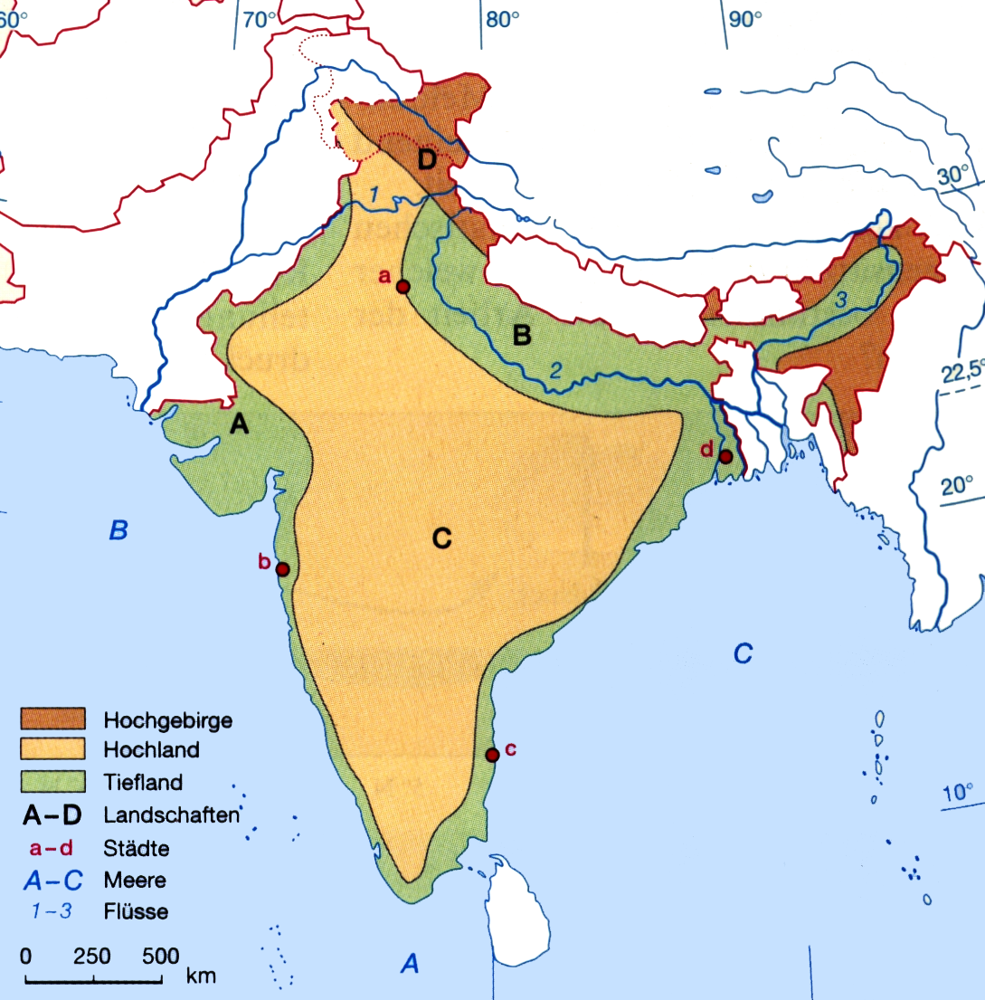 60°
70°
80°
90°
D
30°
1
a
3
B
2
22,5°
A
d
20°
B
C
b
C
c
10°
Hochgebirge
Hochland
Tiefland
A–D Landschaften
a–d Städte
A–C Meere
1–3 Flüsse
0 250 500
km
A